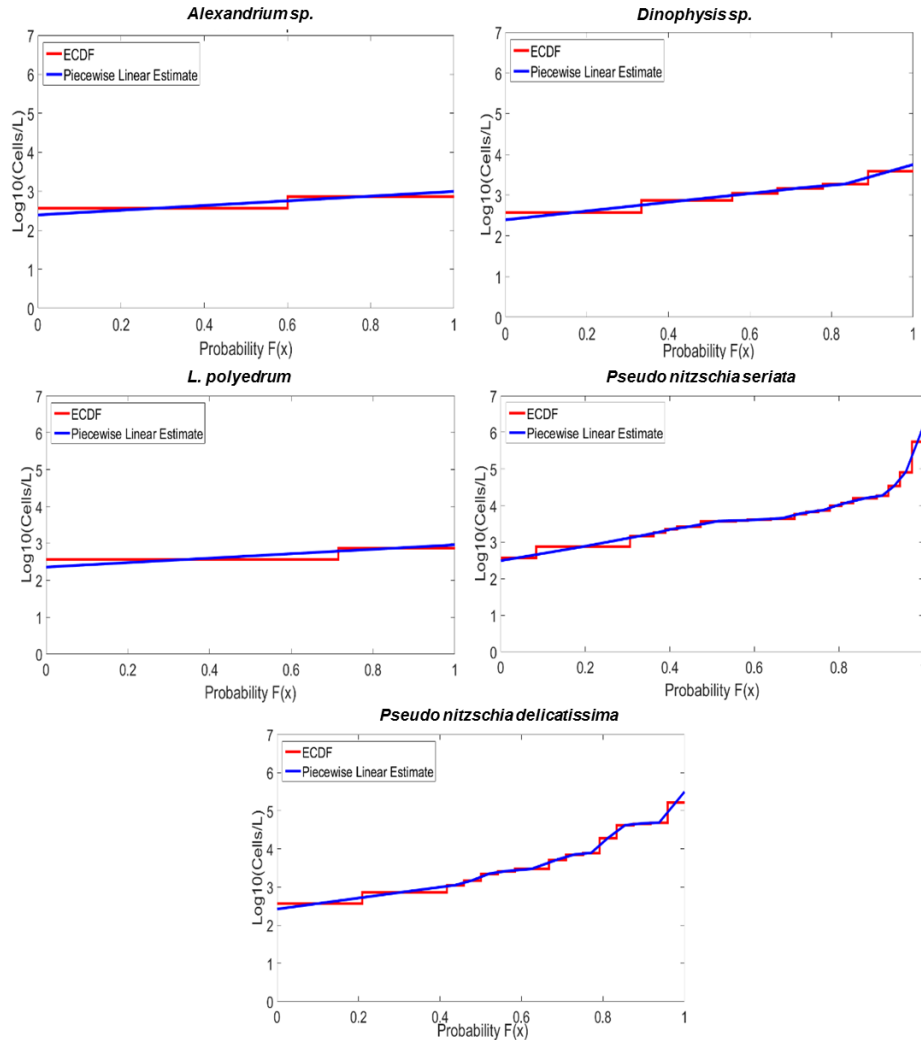 Alexandrium sp.
7
6
5
4
3
2
1
0
Log10(Cells/L)
ECDF
Piecewise Linear Estimate
0 0.2 0.4 0.6 0.8 1
Probability F(x)
Dinophysis sp.
7
6
5
4
3
2
1
0
Log10(Cells/L)
ECDF
Piecewise Linear Estimate
0 0.2 0.4 0.6 0.8 1
Probability F(x)
L. polyedrum
7
6
5
4
3
2
1
0
Log10(Cells/L)
ECDF
Piecewise Linear Estimate
0 0.2 0.4 0.6 0.8 1
Probability F(x)
Pseudo nitzschia seriata
7
6
5
4
3
2
1
0
Log10(Cells/L)
ECDF
Piecewise Linear Estimate
0 0.2 0.4 0.6 0.8
Probability F(x)
Pseudo nitzschia delicatissima
7
6
5
4
3
2
1
0
Log10(Cells/L)
ECDF
Piecewise Linear Estimate
0 0.2 0.4 0.6 0.8 1
Probability F(x)